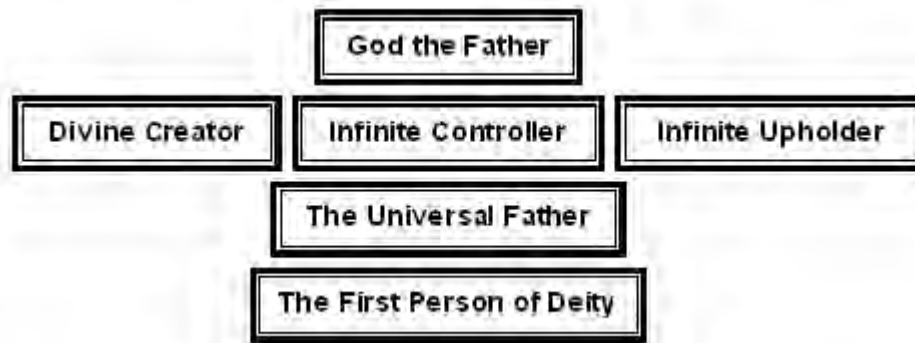 God the Father
Divine Creator Infinite Controller Infinite Upholder
The Universal Father
The First Person of Deity